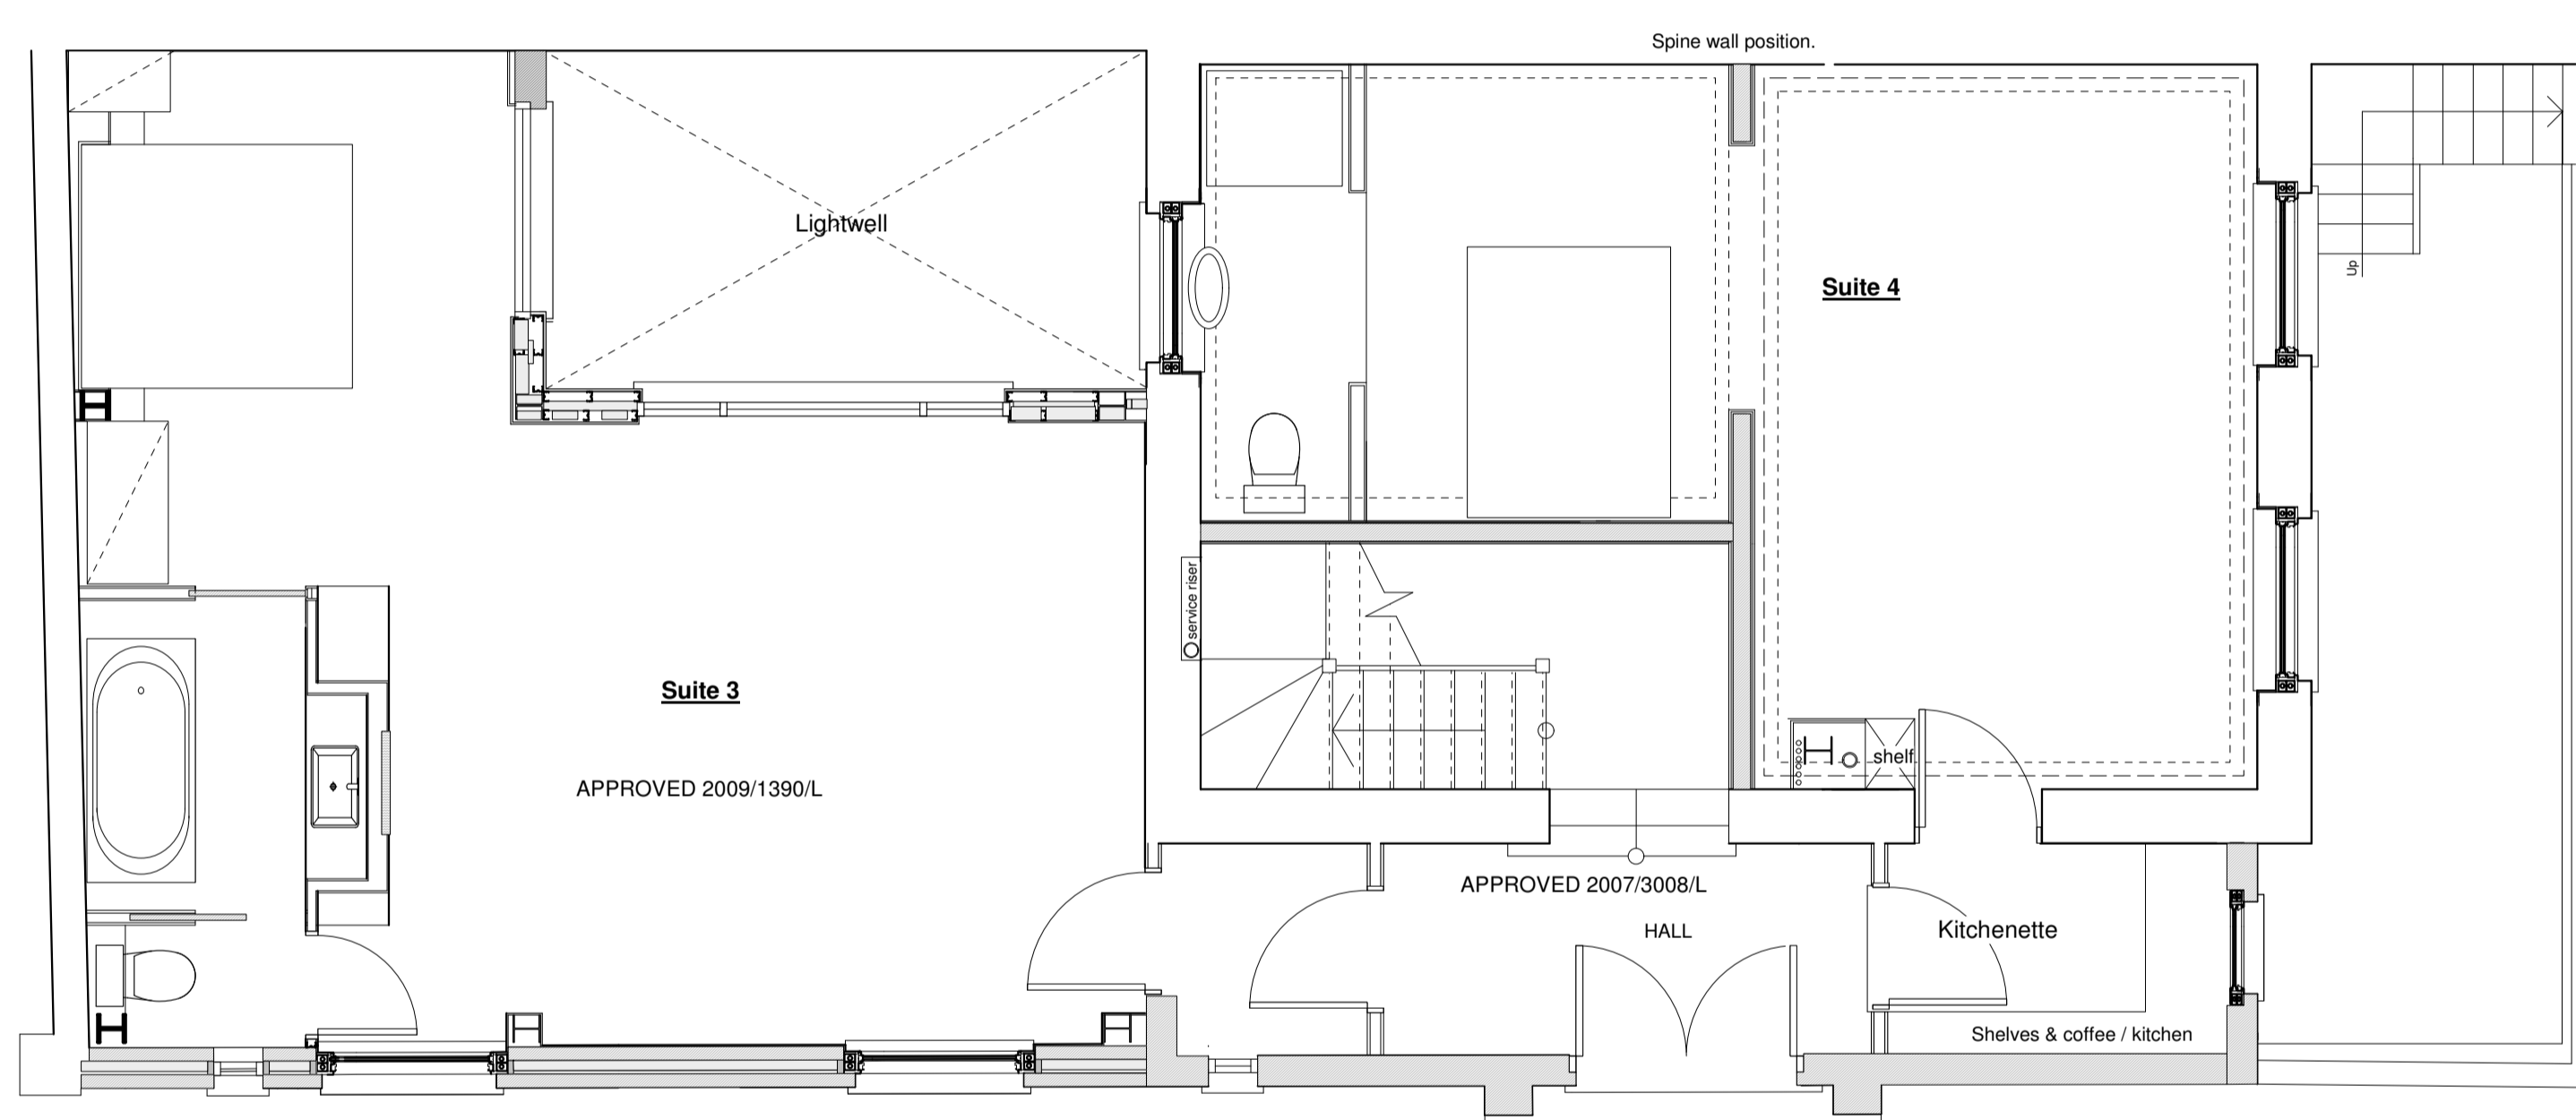 Spine wall position.
Lightwell
Suite 4
Up
service riser
Suite 3
shelf
APPROVED 2009/1390/L
APPROVED 2007/3008/L
HALL
Kitchenette
Shelves & coffee / kitchen